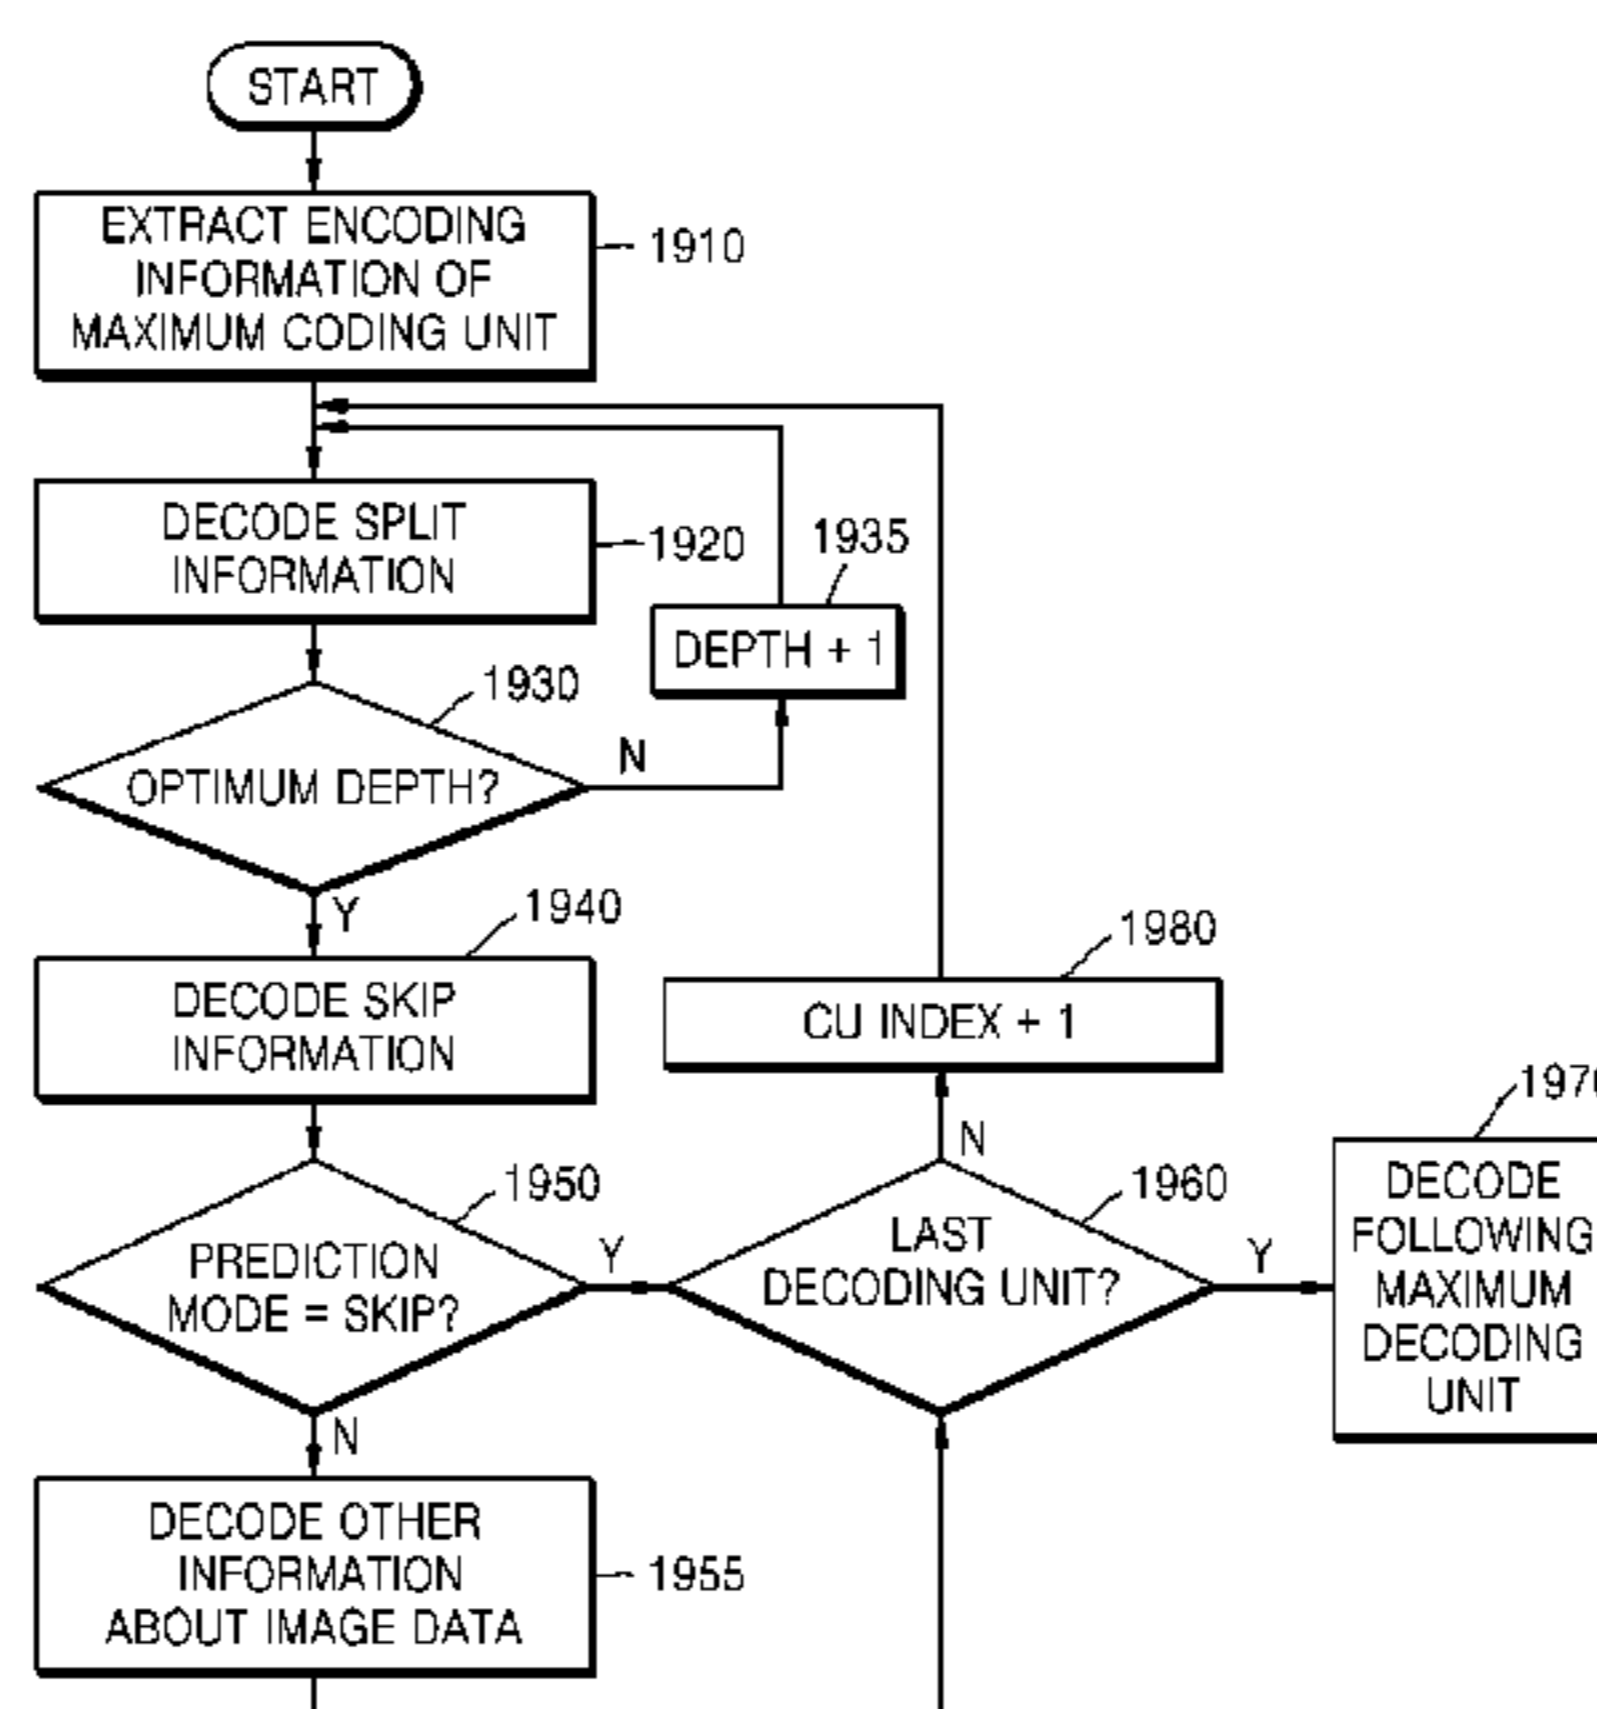 START
EXTRACT ENCODING
INFORMATION OF
MAXIMUM CODING UNIT
1910
DECODE SPLIT
INFORMATION
1920
1935
DEPTH + 1
1930
OPTIMUM DEPTH?
N
Y
1940
DECODE SKIP
INFORMATION
1980
CU INDEX + 1
N
1950
PREDICTION
MODE = SKIP?
Y
N
1960
LAST
DECODING UNIT?
Y
DECODE
FOLLOWING
MAXIMUM
DECODING
UNIT
DECODE OTHER
INFORMATION
ABOUT IMAGE DATA
1955